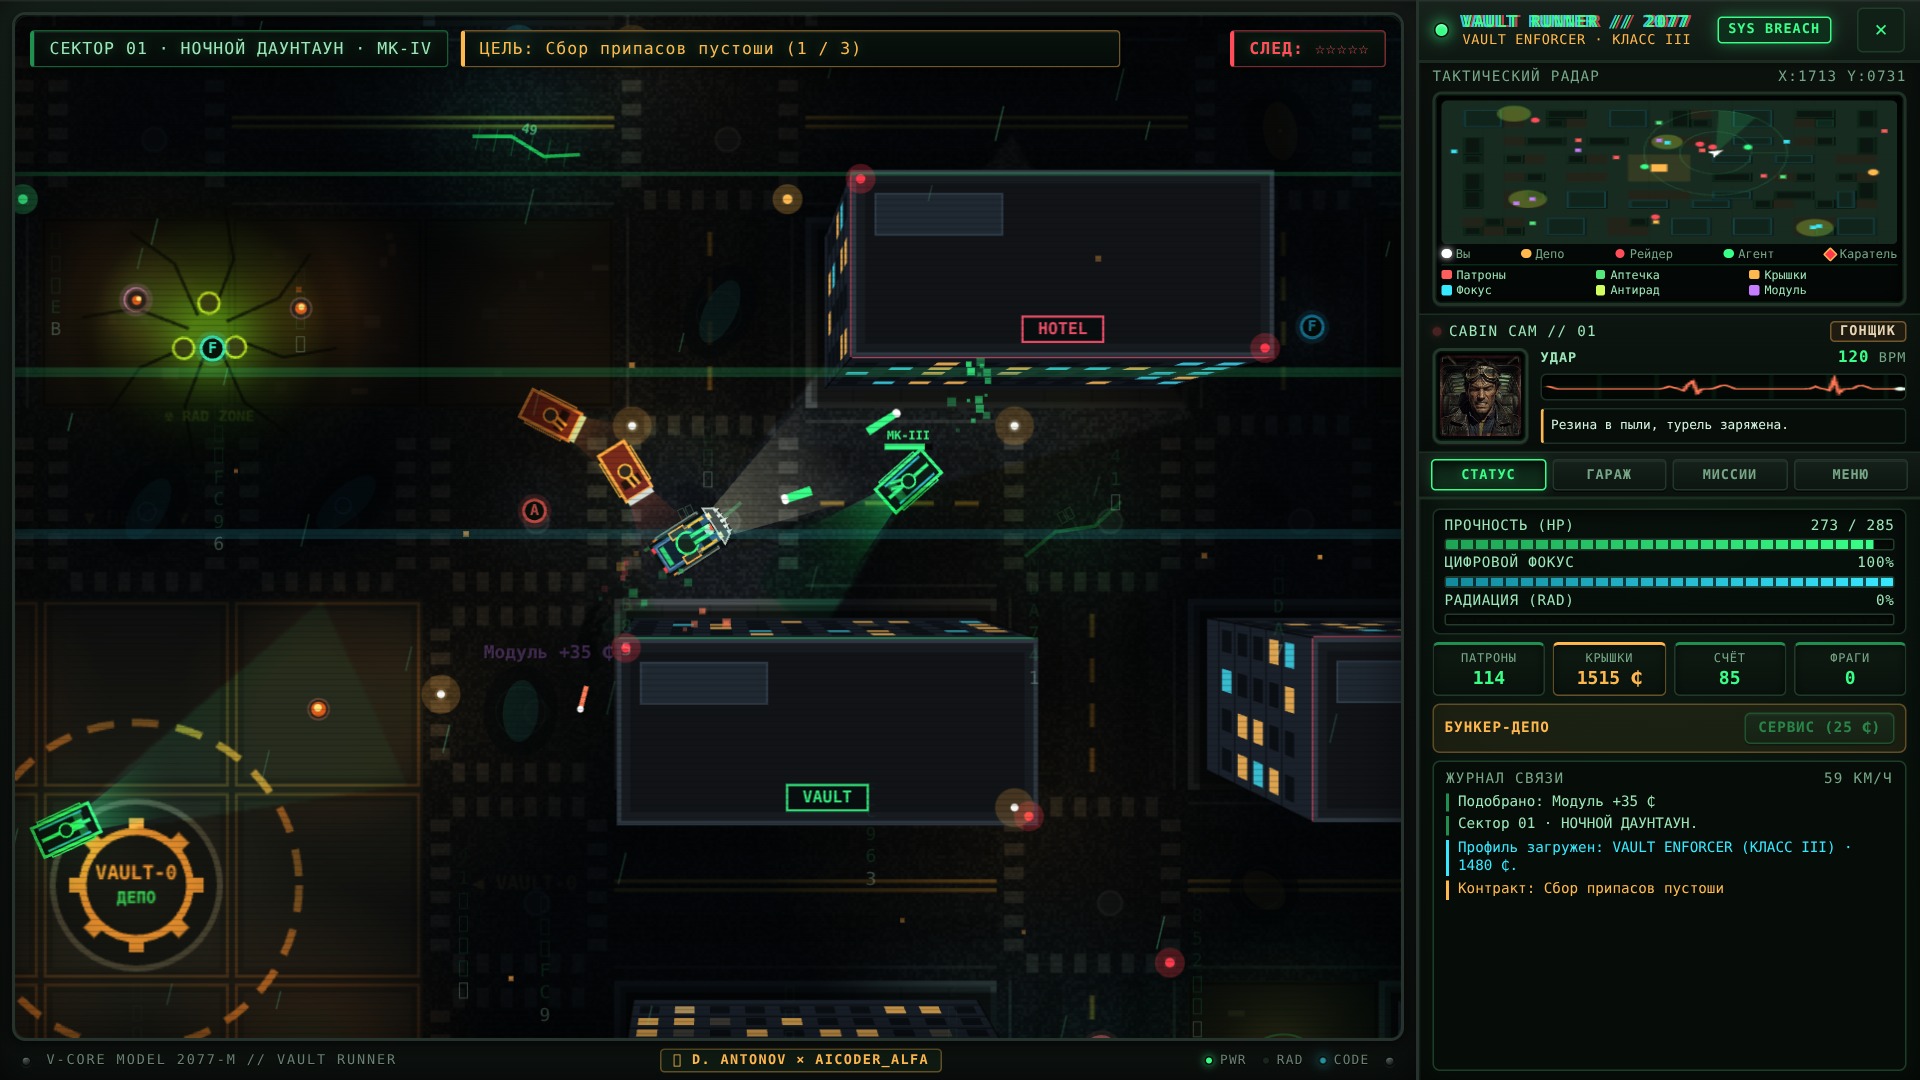 СЕКТОР 01 · НОЧНОЙ ДАУНТАУН · МК-IV
ЦЕЛЬ: Сбор припасов пустоши (1 / 3)
СЛЕД: ☆☆☆☆☆
49
HOTEL
F
F
RAD ZONE
MK-III
A
Модуль +35 ₵
VAULT
VAULT-0
ДЕПО
V-CORE MODEL 2077-M // VAULT RUNNER
D. ANTONOV × AICODER_ALFA
PWR
RAD
CODE
VAULT RUNNER // 2077
VAULT ENFORCER · КЛАСС III
SYS BREACH
×
ТАКТИЧЕСКИЙ РАДАР
X:1713 Y:0731
Вы
Депо
Рейдер
Агент
Каратель
Патроны
Аптечка
Крышки
Фокус
Антирад
Модуль
CABIN CAM // 01
ГОНЩИК
УДАР
120 BPM
Резина в пыли, турель заряжена.
СТАТУС
ГАРАЖ
МИССИИ
МЕНЮ
ПРОЧНОСТЬ (HP)
273 / 285
ЦИФРОВОЙ ФОКУС
100%
РАДИАЦИЯ (RAD)
0%
ПАТРОНЫ
114
КРЫШКИ
1515 ₵
СЧЁТ
85
ФРАГИ
0
БУНКЕР-ДЕПО
СЕРВИС (25 ₵)
ЖУРНАЛ СВЯЗИ
59 КМ/Ч
Подобрано: Модуль +35 ₵
Сектор 01 · НОЧНОЙ ДАУНТАУН.
Профиль загружен: VAULT ENFORCER (КЛАСС III) ·
1480 ₵.
Контракт: Сбор припасов пустоши